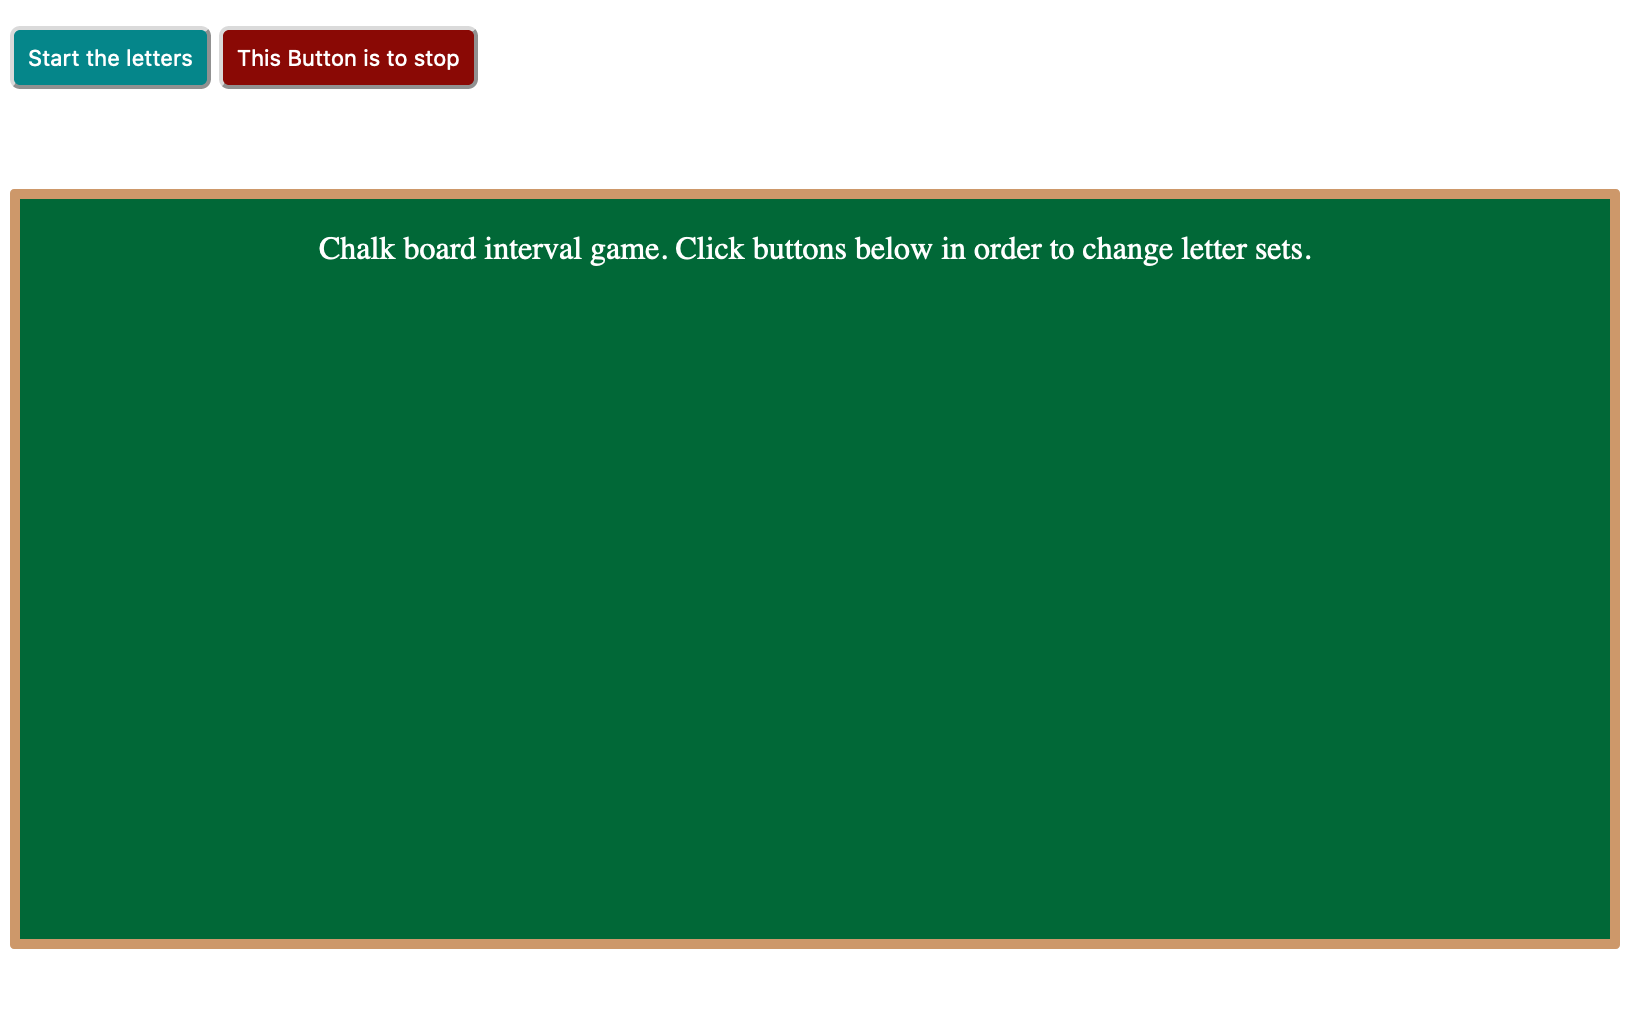 Start the letters
This Button is to stop
Chalk board interval game. Click buttons below in order to change letter sets.